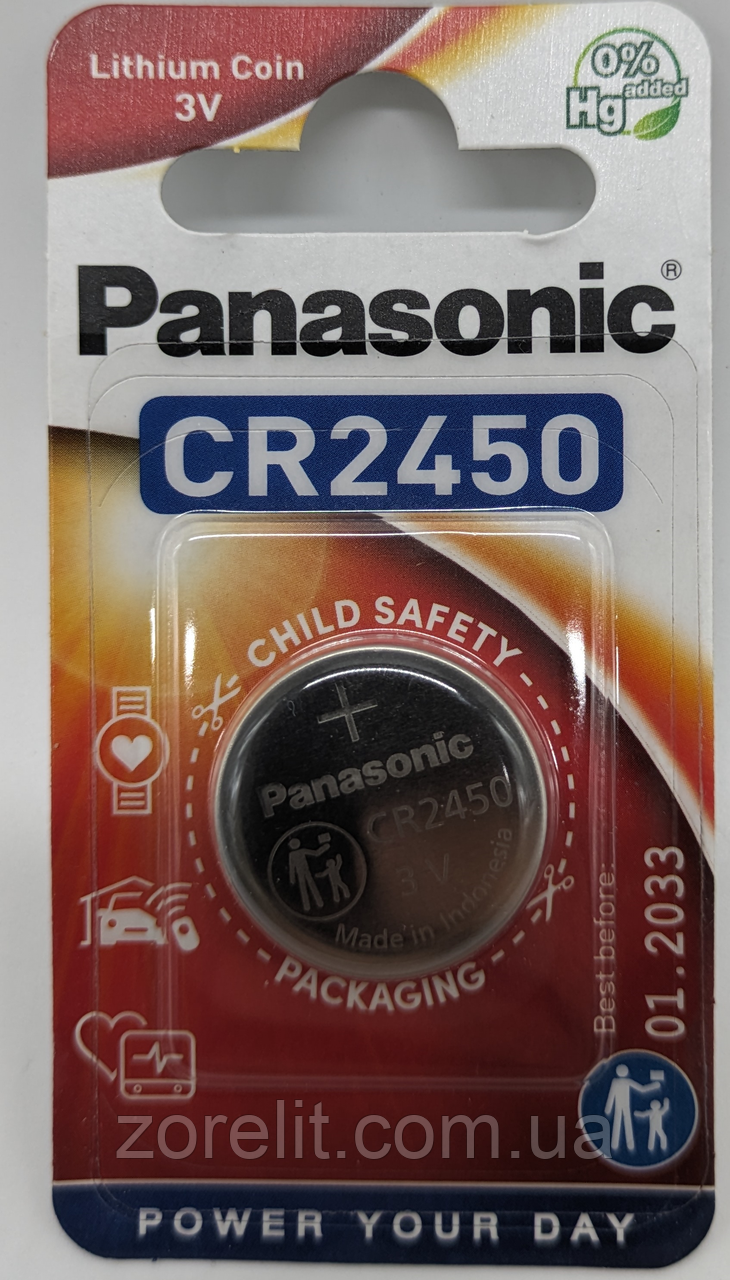 Lithium Coin
3V
0%
Hg added
Panasonic®
CR2450
CHILD SAFETY
+
Panasonic
CR2450
3 V
Made in Indonesia
PACKAGING
Best before:
01.2033
zorelit.com.ua
POWER YOUR DAY